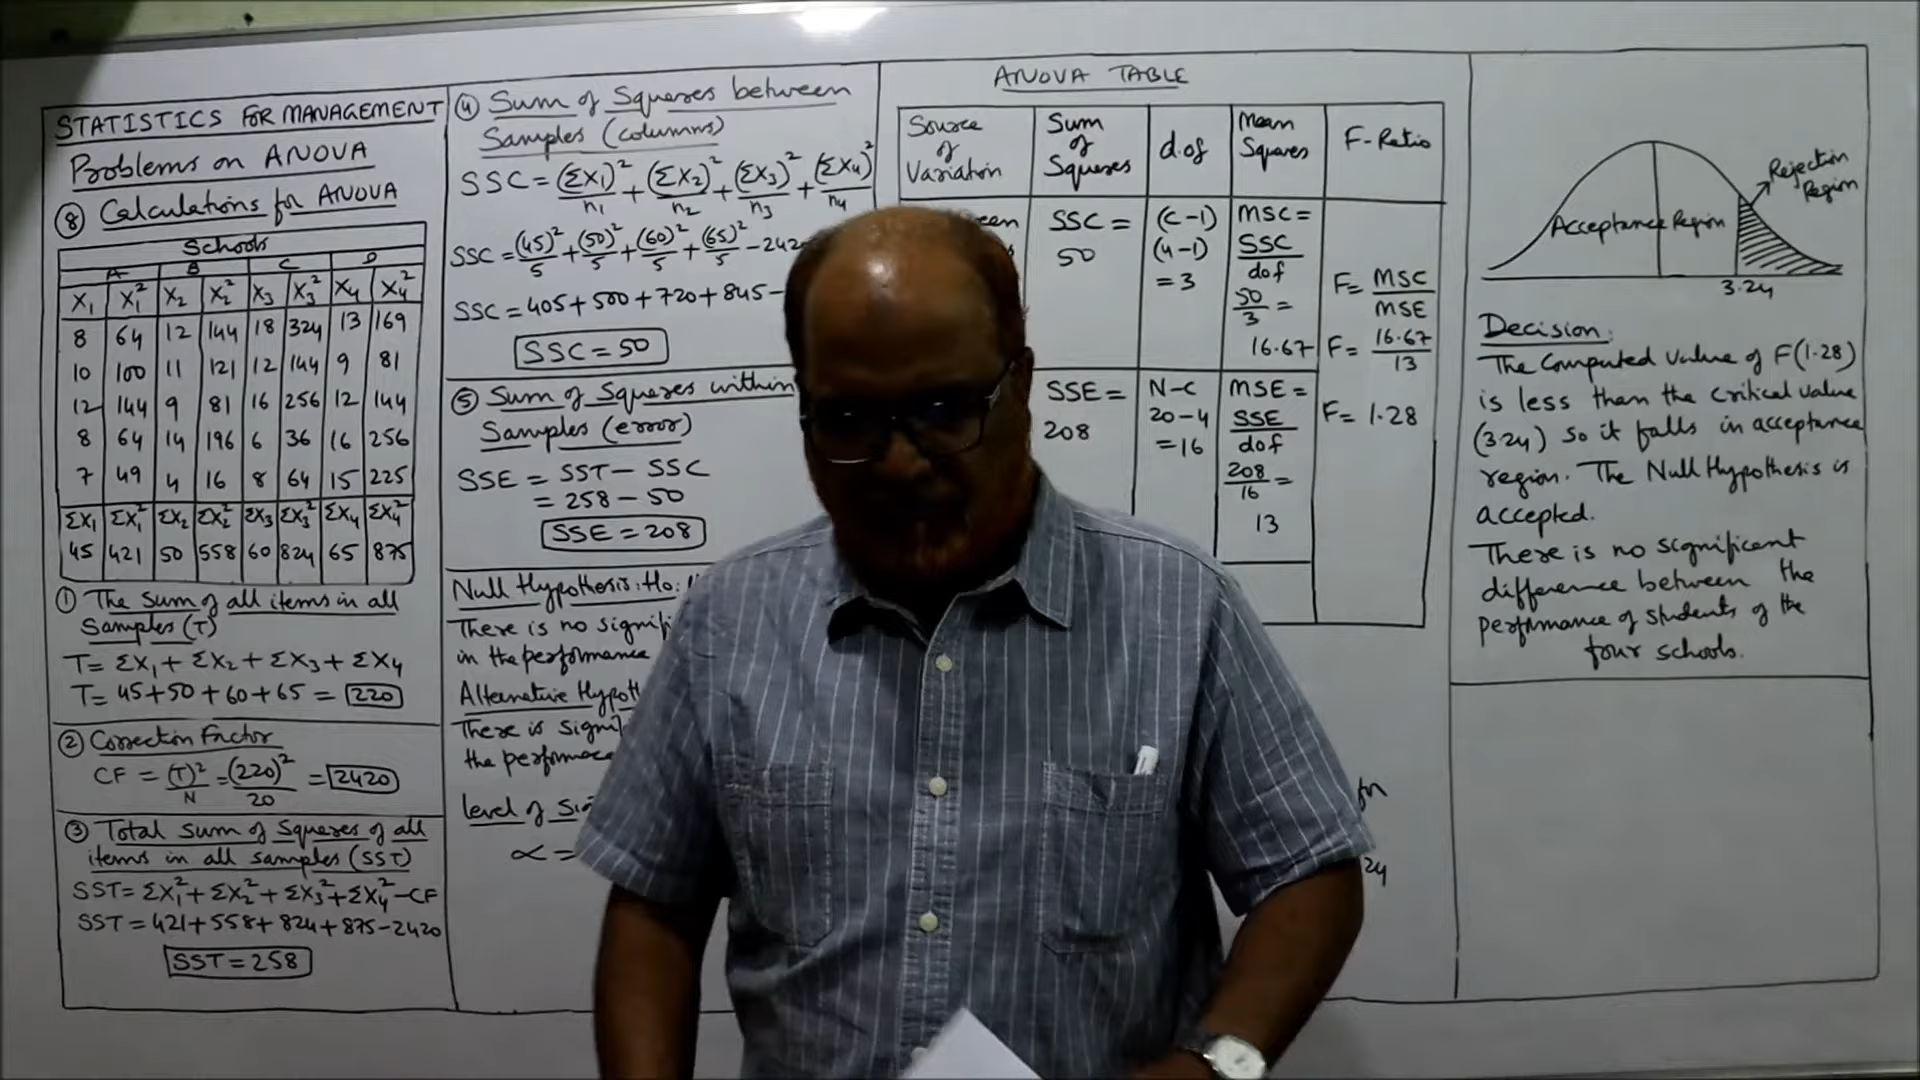 STATISTICS FOR MANAGEMENT
Problems on ANOVA
⑧ Calculations for ANOVA
Schools
A B C D
X₁ X₁² X₂ X₂² X₃ X₃² X₄ X₄²
8 64 12 144 18 324 13 169
10 100 11 121 12 144 9 81
12 144 9 81 16 256 12 144
8 64 14 196 6 36 16 256
7 49 4 16 8 64 15 225
ΣX₁ ΣX₁² ΣX₂ ΣX₂² ΣX₃ ΣX₃² ΣX₄ ΣX₄²
45 421 50 558 60 824 65 875
① The sum of all items in all
Samples (T)
T = ΣX₁ + ΣX₂ + ΣX₃ + ΣX₄
T = 45+50+60+65 = 220
② Correction Factor
CF = (T)²/N = (220)²/20 = 2420
③ Total sum of Squares of all
items in all samples (SST)
SST = ΣX₁² + ΣX₂² + ΣX₃² + ΣX₄² - CF
SST = 421+558+824+875-2420
SST = 258
④ Sum of Squares between
Samples (columns)
SSC = (ΣX₁)²/n₁ + (ΣX₂)²/n₂ + (ΣX₃)²/n₃ + (ΣX₄)²/n₄
SSC = (45)²/5 + (50)²/5 + (60)²/5 + (65)²/5 - 242
SSC = 405+500+720+845-
SSC = 50
⑤ Sum of Squares within
Samples (error)
SSE = SST - SSC
= 258 - 50
SSE = 208
Null Hypothesis: H₀:
There is no
in the performance
Alternative
There is
the
level of
α =
ANOVA TABLE
Source of Variation
Sum of Squares
d.of
Mean Squares
F-Ratio
SSC =
50
(C-1)
(4-1)
= 3
MSC =
SSC/dof
50/3 =
16.67
F = MSC/MSE
F = 16.67/13
F = 1.28
SSE =
208
N-C
20-4
= 16
MSE =
SSE/dof
208/16 =
13
24
Acceptance Region
Rejection
Region
3.24
Decision:
The Computed value of F(1.28)
is less than the critical value
(3.24) so it falls in acceptance
region. The Null Hypothesis is
accepted.
There is no significant
difference between the
performance of students of the
four schools.